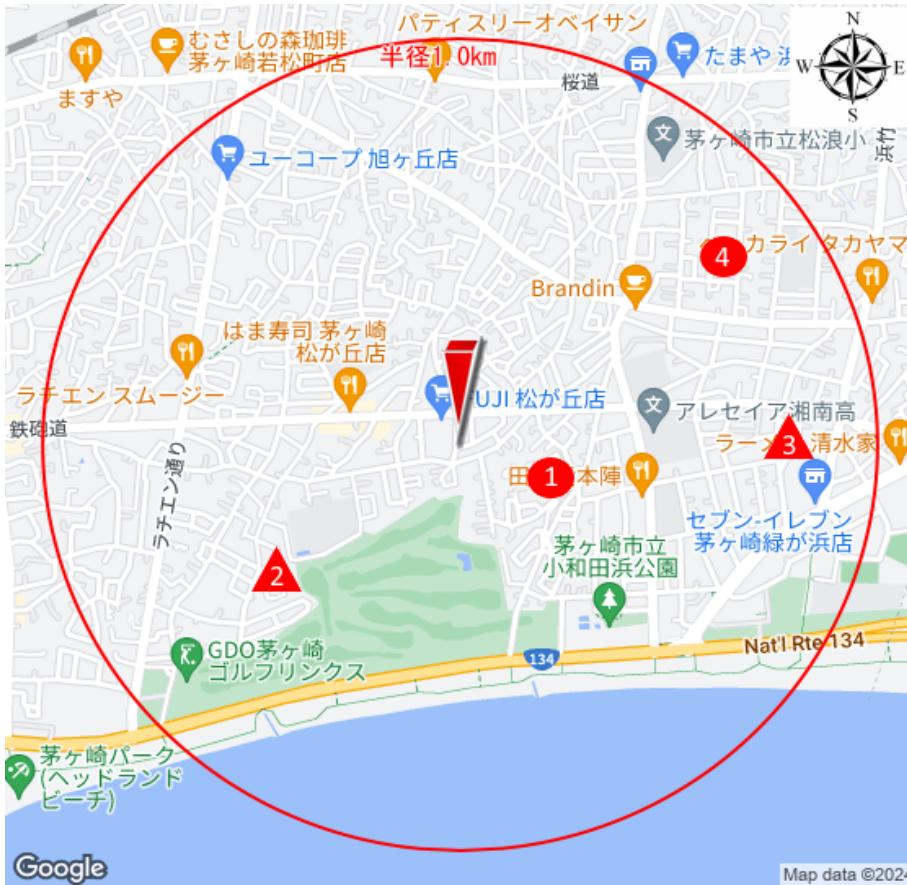 パティスリーオベイサン
むさしの森珈琲
茅ヶ崎若松町店
半径1.0km
ますや
桜道
たまや 浜
N
W
E
S
茅ヶ崎市立松浪小
浜竹
ユーコープ 旭ヶ丘店
4
カライ タカヤマ
Brandin
はま寿司 茅ヶ崎
松が丘店
ラチエン スムージー
FUJI 松が丘店
鉄砲道
アレセイア湘南高
ラーメン 清水家
3
田
1
本陣
ラチエン通り
セブン-イレブン
茅ヶ崎緑が浜店
茅ヶ崎市立
小和田浜公園
2
GDO茅ヶ崎
ゴルフリンクス
134
Nat'l Rte 134
茅ヶ崎パーク
(ヘッドランド
ビーチ)
Google
Map data ©2024